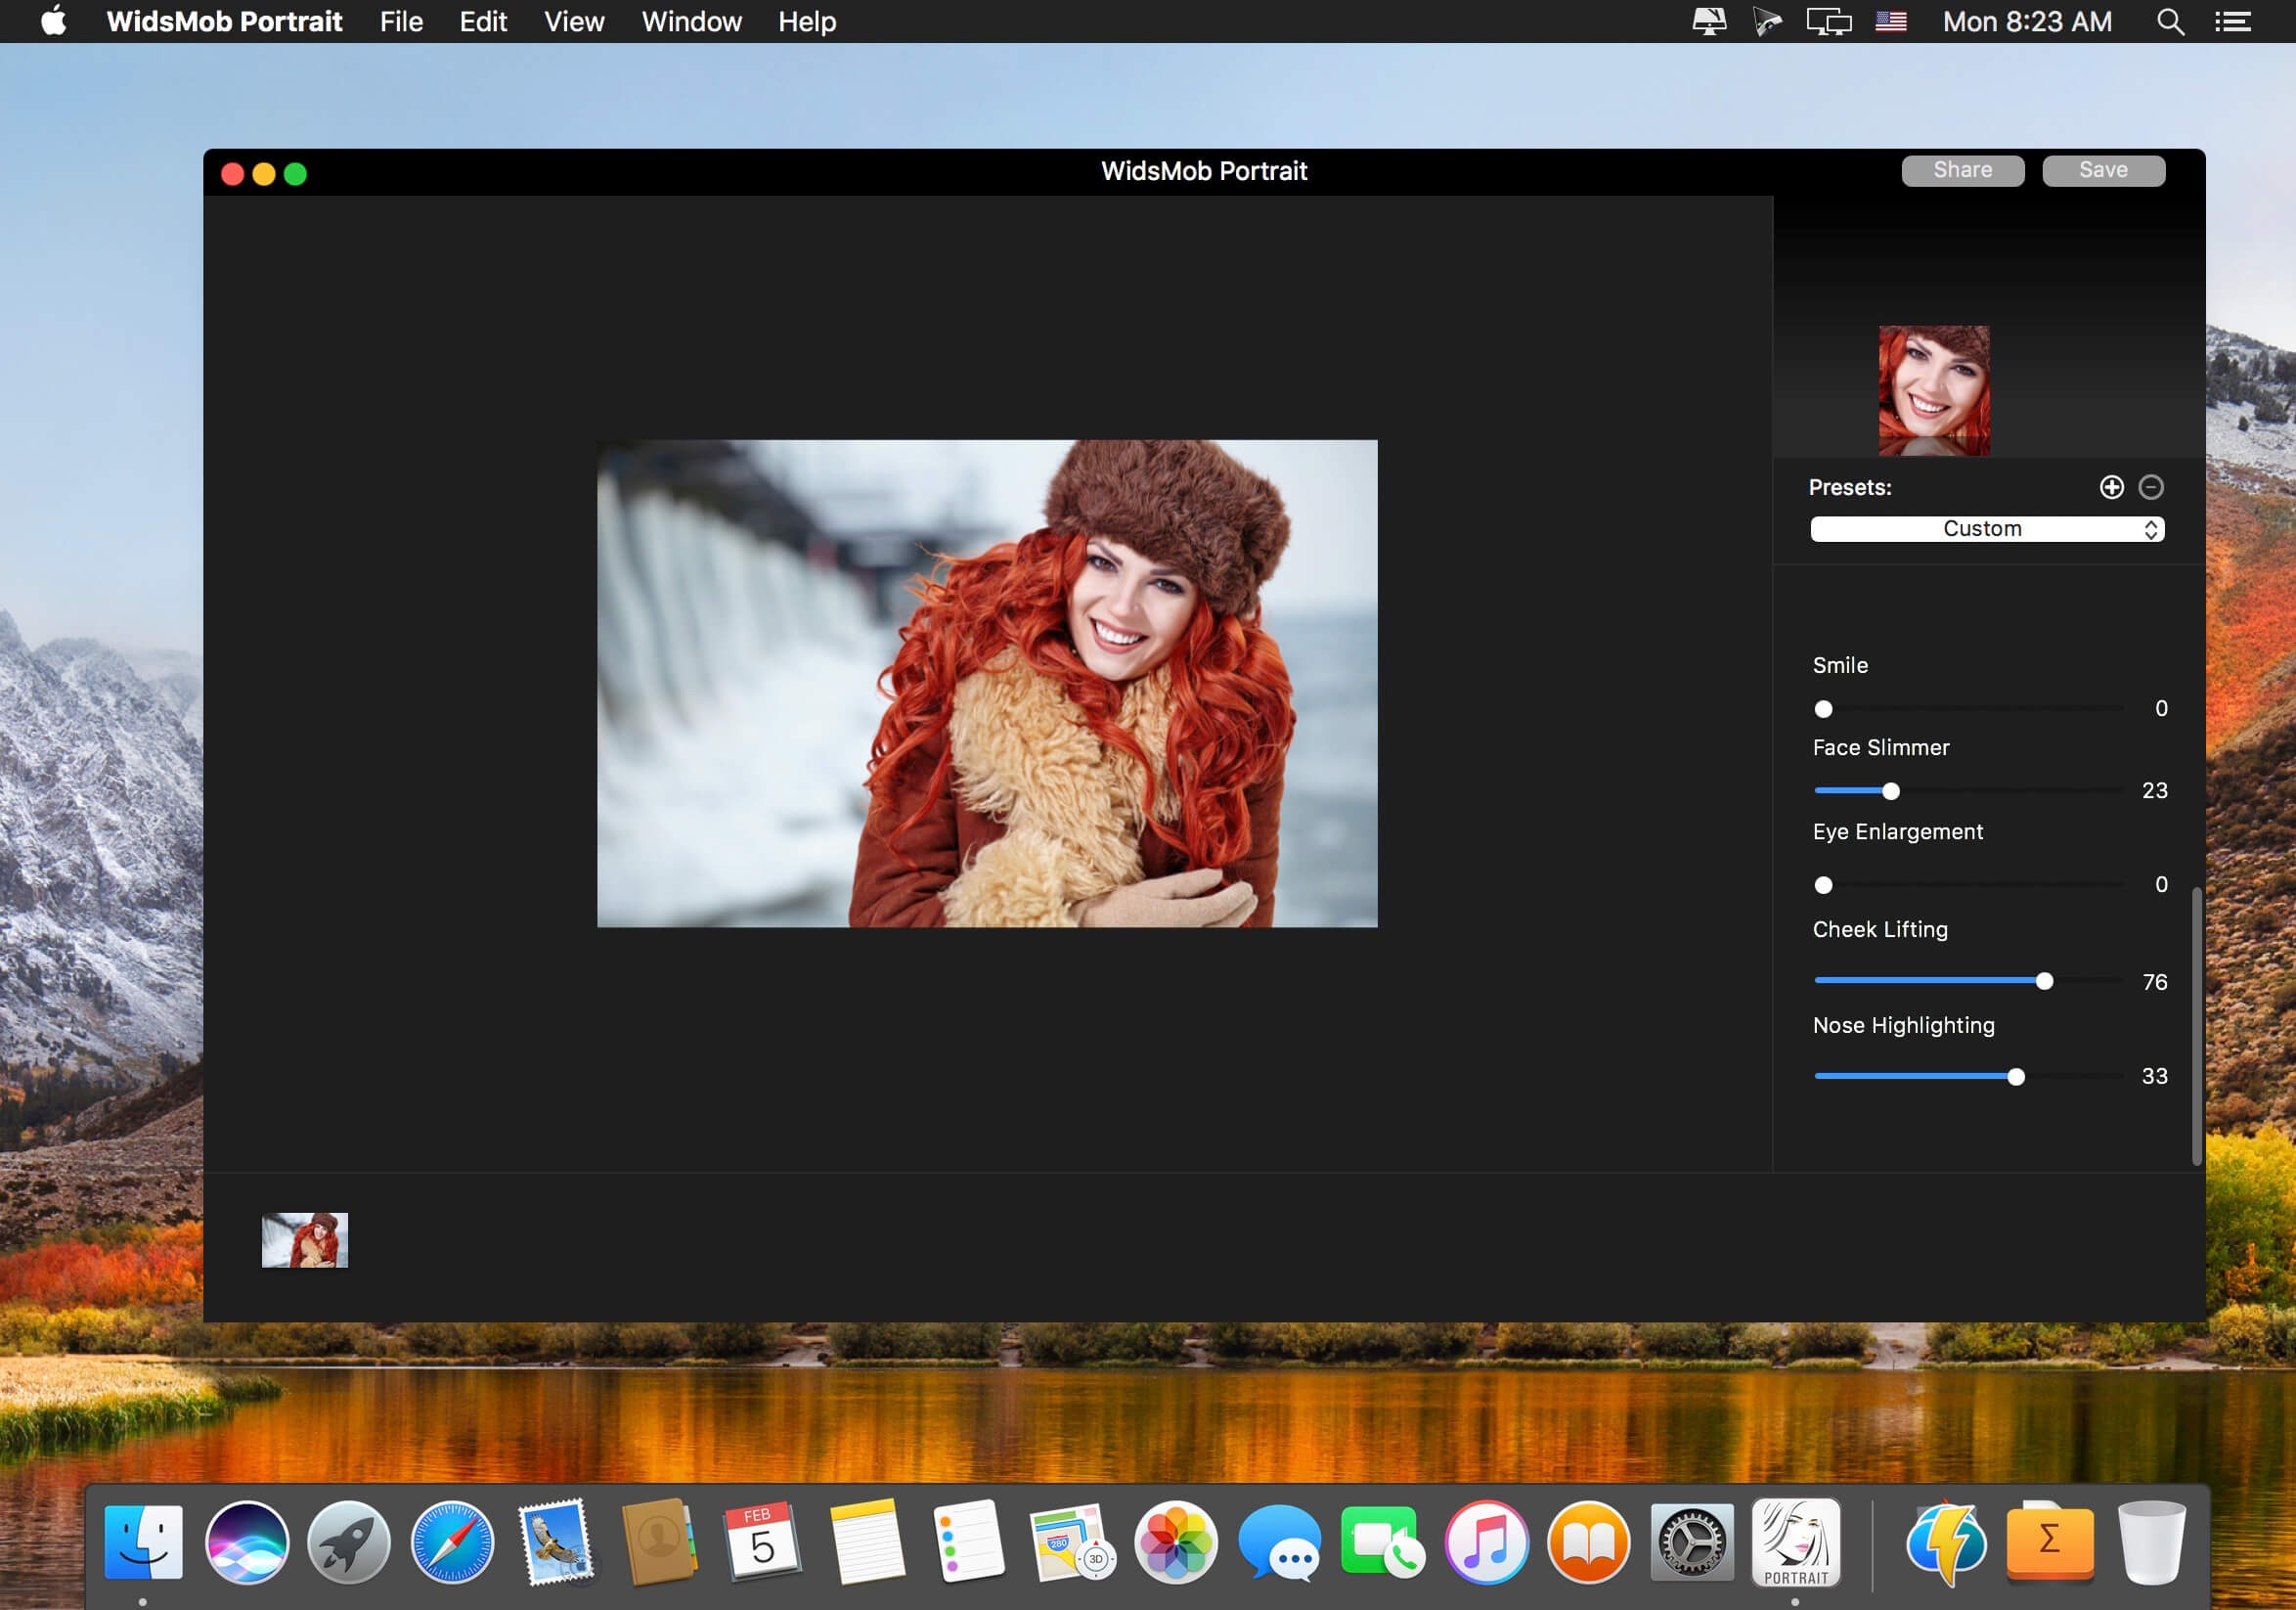 WidsMob Portrait File Edit View Window Help Mon 8:23 AM
WidsMob Portrait Share Save
Presets:
Custom
Smile
0
Face Slimmer
23
Eye Enlargement
0
Cheek Lifting
76
Nose Highlighting
33
FEB
5
280
3D
Σ
PORTRAIT